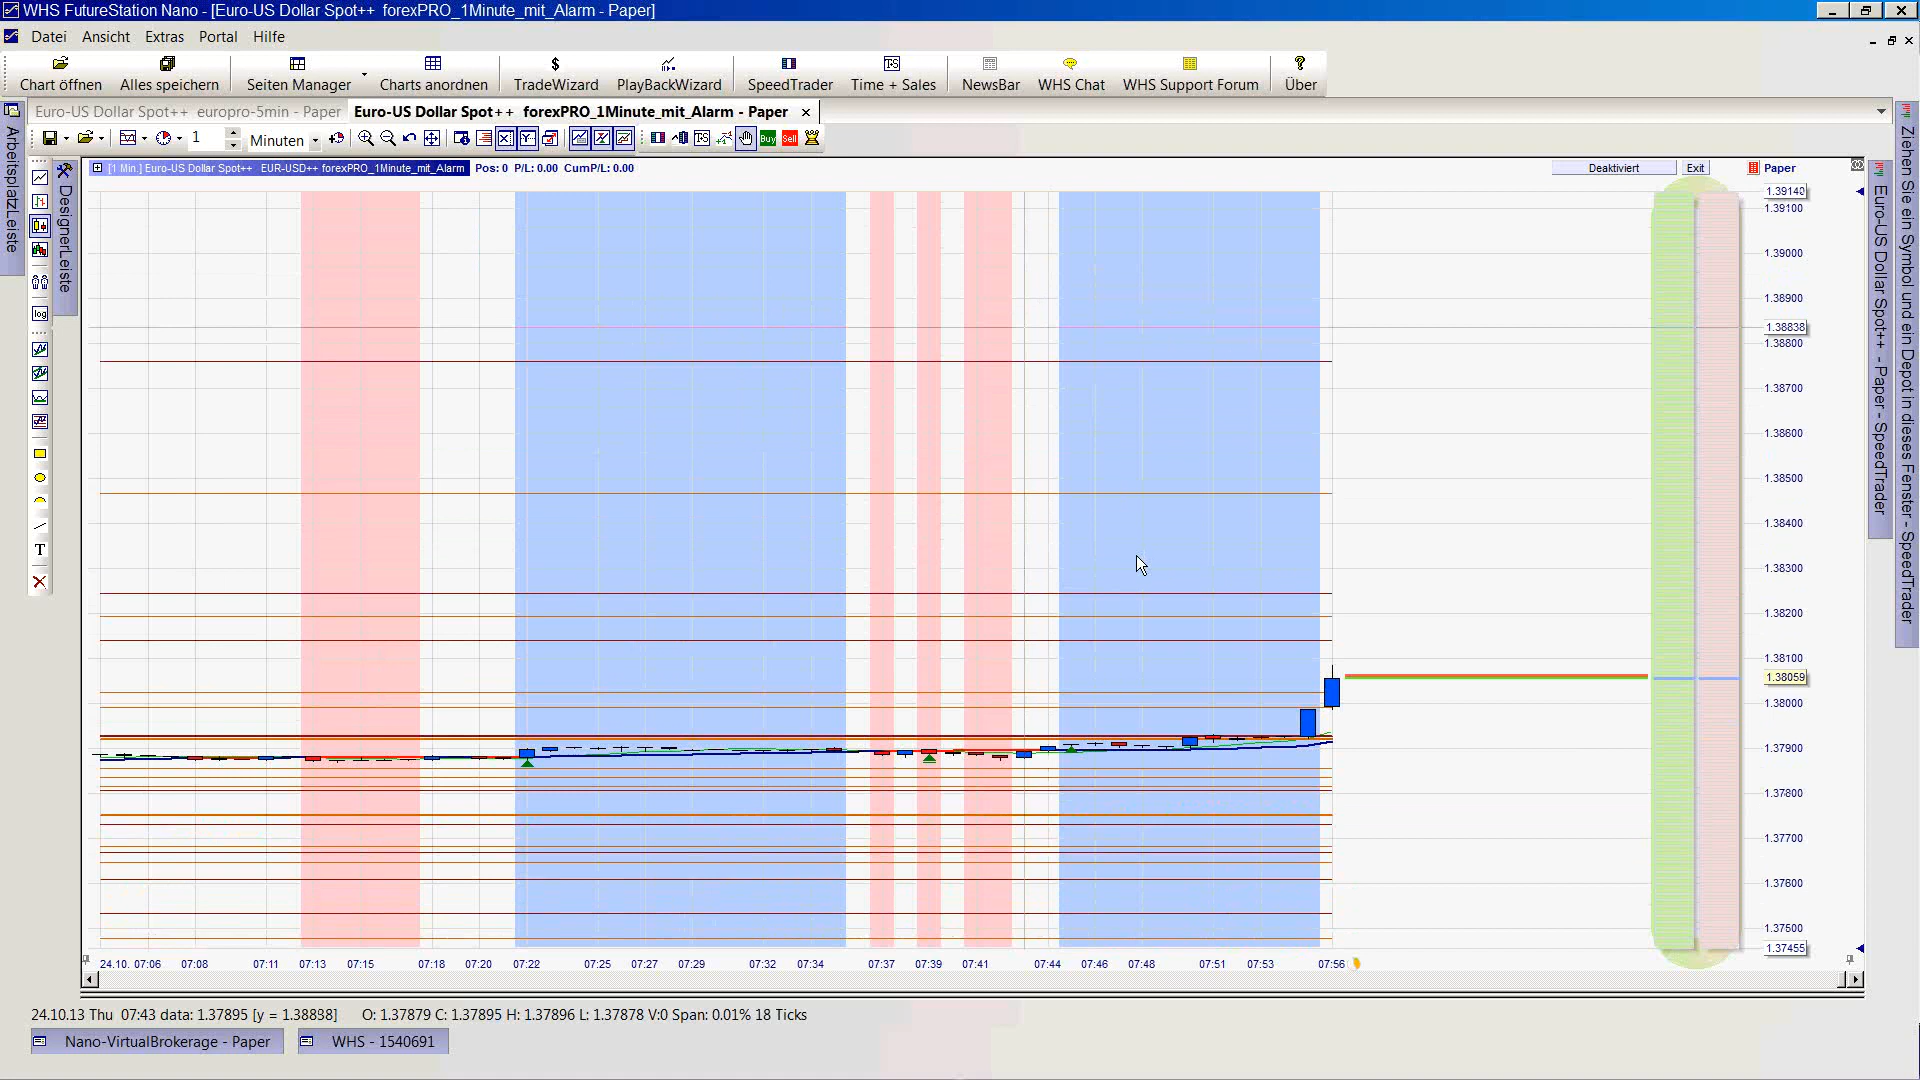 WHS FutureStation Nano - [Euro-US Dollar Spot++  forexPRO_1Minute_mit_Alarm - Paper]
Datei Ansicht Extras Portal Hilfe
Chart öffnen Alles speichern Seiten Manager Charts anordnen TradeWizard PlayBackWizard SpeedTrader Time + Sales NewsBar WHS Chat WHS Support Forum Über
Euro-US Dollar Spot++  europro-5min - Paper Euro-US Dollar Spot++  forexPRO_1Minute_mit_Alarm - Paper
1 Minuten Buy Sell
ArbeitsplatzLeiste
DesignerLeiste
log
T
[1 Min.] Euro-US Dollar Spot++  EUR-USD++ forexPRO_1Minute_mit_Alarm Pos: 0 P/L: 0.00 CumP/L: 0.00 Deaktiviert Exit Paper
1.39140
1.39100
1.39000
1.38900
1.38838
1.38800
1.38700
1.38600
1.38500
1.38400
1.38300
1.38200
1.38100
1.38059
1.38000
1.37900
1.37800
1.37700
1.37600
1.37500
1.37455
Euro-US Dollar Spot++ - Paper - SpeedTrader
Ziehen Sie ein Symbol und ein Depot in dieses Fenster - SpeedTrader
24.10. 07:06 07:08 07:11 07:13 07:15 07:18 07:20 07:22 07:25 07:27 07:29 07:32 07:34 07:37 07:39 07:41 07:44 07:46 07:48 07:51 07:53 07:56
24.10.13 Thu 07:43 data: 1.37895 [y = 1.38838] O: 1.37879 C: 1.37895 H: 1.37896 L: 1.37878 V:0 Span: 0.01% 18 Ticks
Nano-VirtualBrokerage - Paper WHS - 1540691